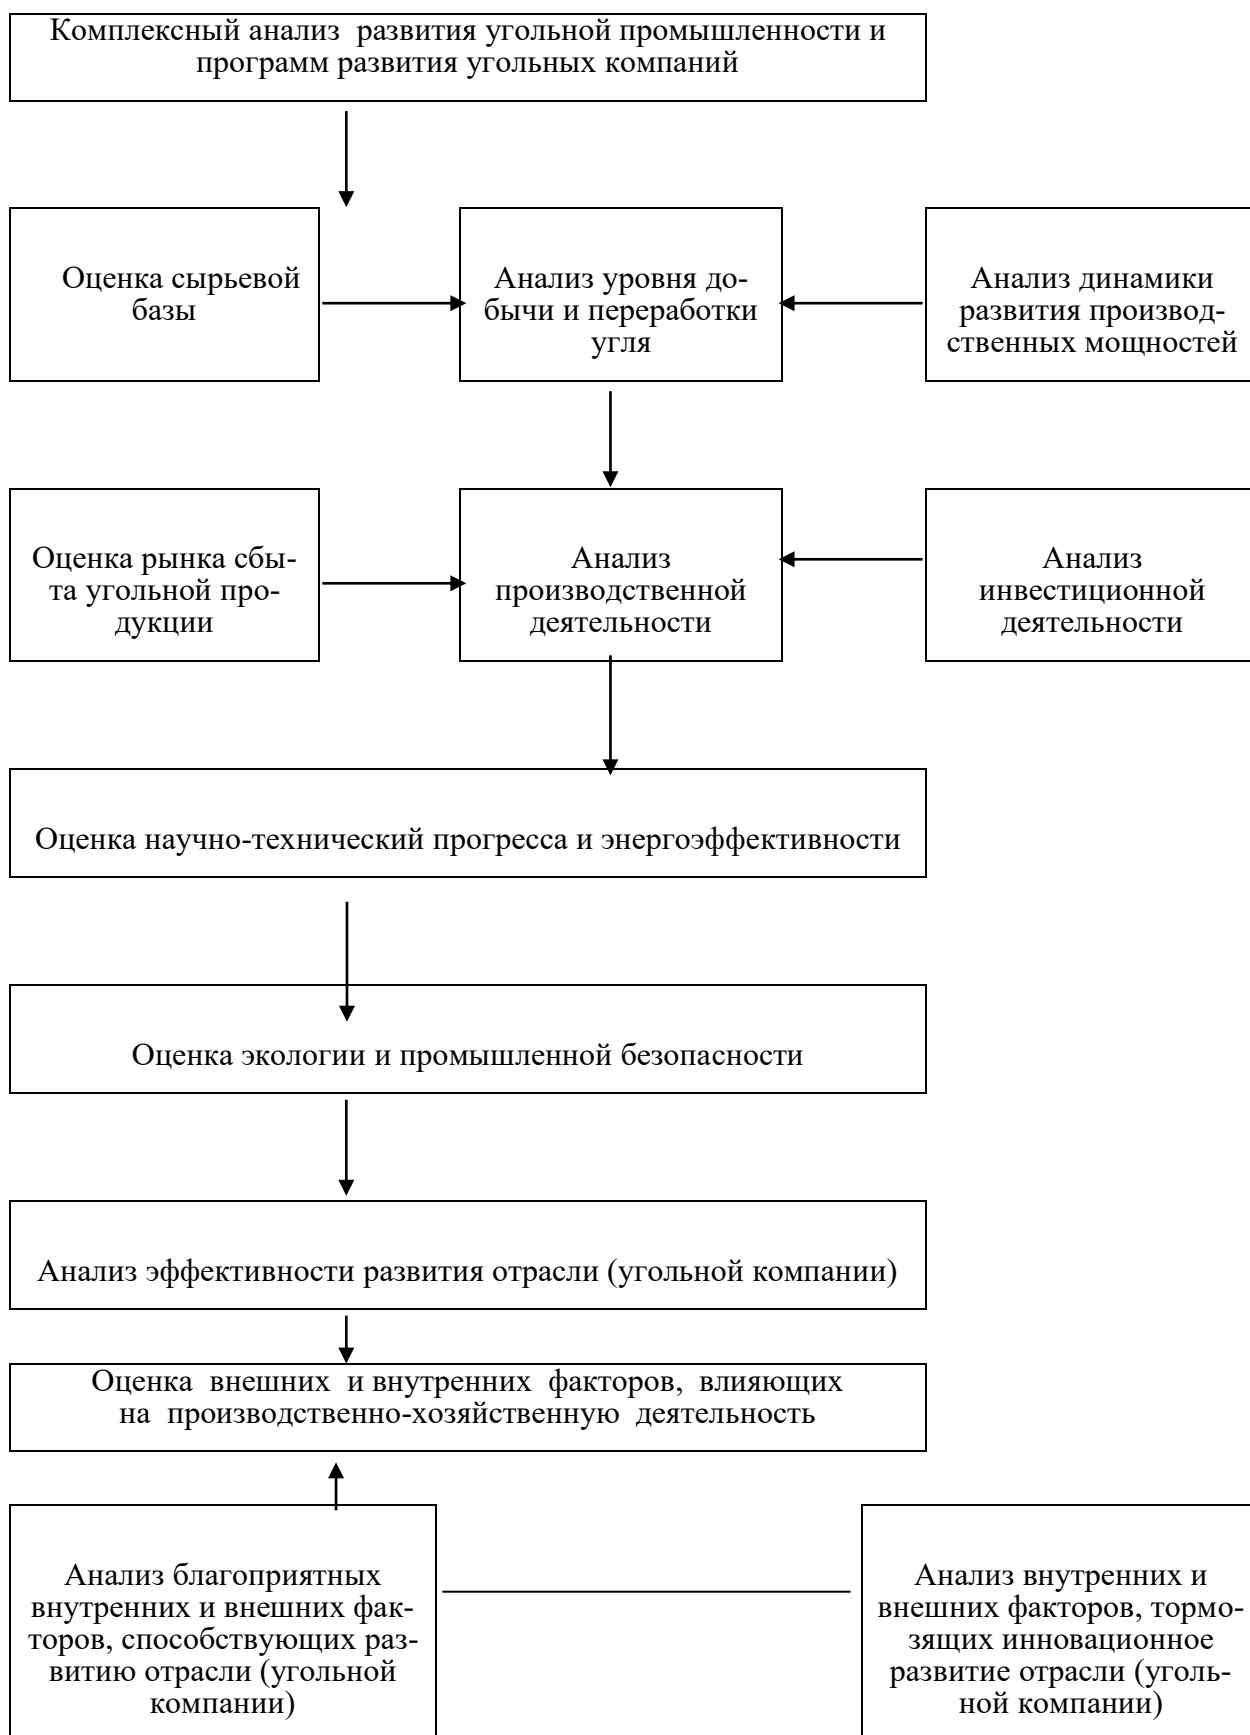 Комплексный анализ развития угольной промышленности и
программ развития угольных компаний
Оценка сырьевой
базы
Анализ уровня до-
бычи и переработки
угля
Анализ динамики
развития производ-
ственных мощностей
Оценка рынка сбы-
та угольной про-
дукции
Анализ
производственной
деятельности
Анализ
инвестиционной
деятельности
Оценка научно-технический прогресса и энергоэффективности
Оценка экологии и промышленной безопасности
Анализ эффективности развития отрасли (угольной компании)
Оценка внешних и внутренних факторов, влияющих
на производственно-хозяйственную деятельность
Анализ благоприятных
внутренних и внешних фак-
торов, способствующих раз-
витию отрасли (угольной
компании)
Анализ внутренних и
внешних факторов, тормо-
зящих инновационное
развитие отрасли (уголь-
ной компании)